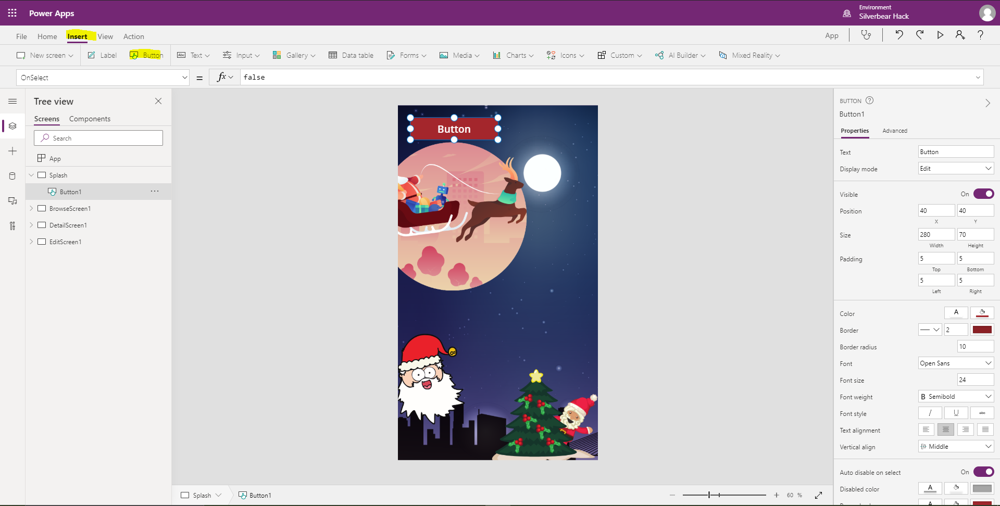 Power Apps
Environment
Silverbear Hack
File Home Insert View Action
App
New screen Label Button Abc Text Input Gallery Data table Forms Media Charts Icons Custom AI Builder Mixed Reality
OnSelect = fx false
Tree view
Screens Components
Search
App
Splash
Button1
BrowseScreen1
DetailScreen1
EditScreen1
Button
BUTTON ?
Button1
Properties Advanced
Text Button
Display mode Edit
Visible On
Position 40 40
X Y
Size 280 70
Width Height
Padding 5 5
Top Bottom
5 5
Left Right
Color A
Border 2
Border radius 10
Font Open Sans
Font size 24
Font weight B Semibold
Font style / U abc
Text alignment
Vertical align Middle
Auto disable on select On
Disabled color A
Splash Button1
60 %